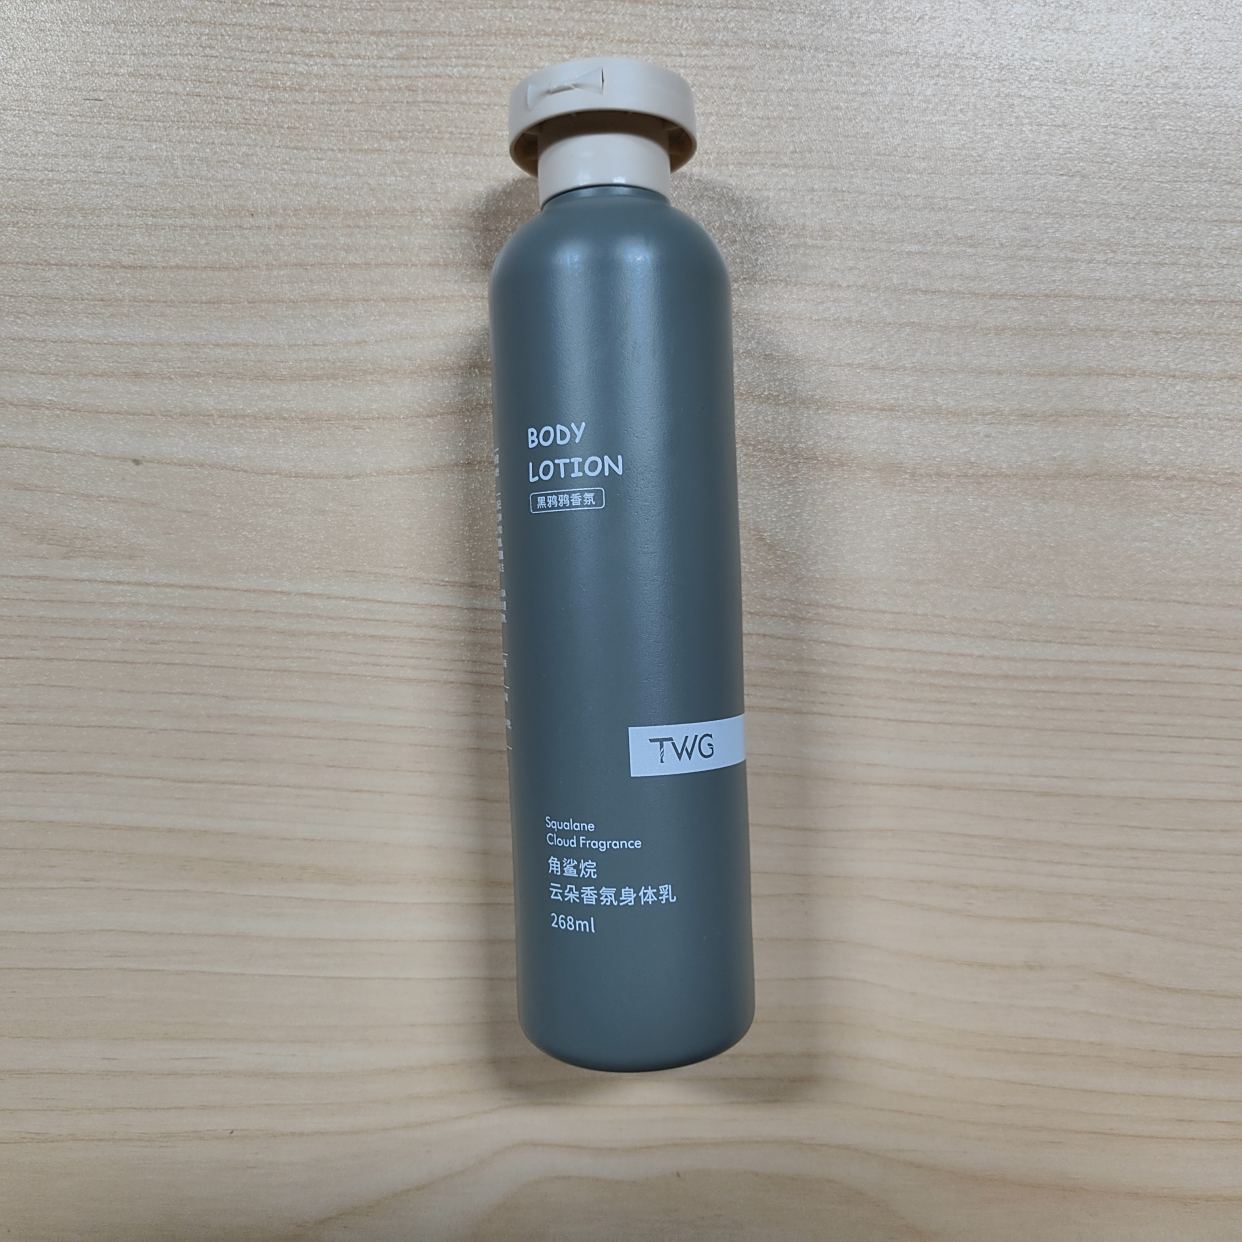 BODY
LOTION
黑鸦鸦香氛
TWG
Squalane
Cloud Fragrance
角鲨烷
云朵香氛身体乳
268ml